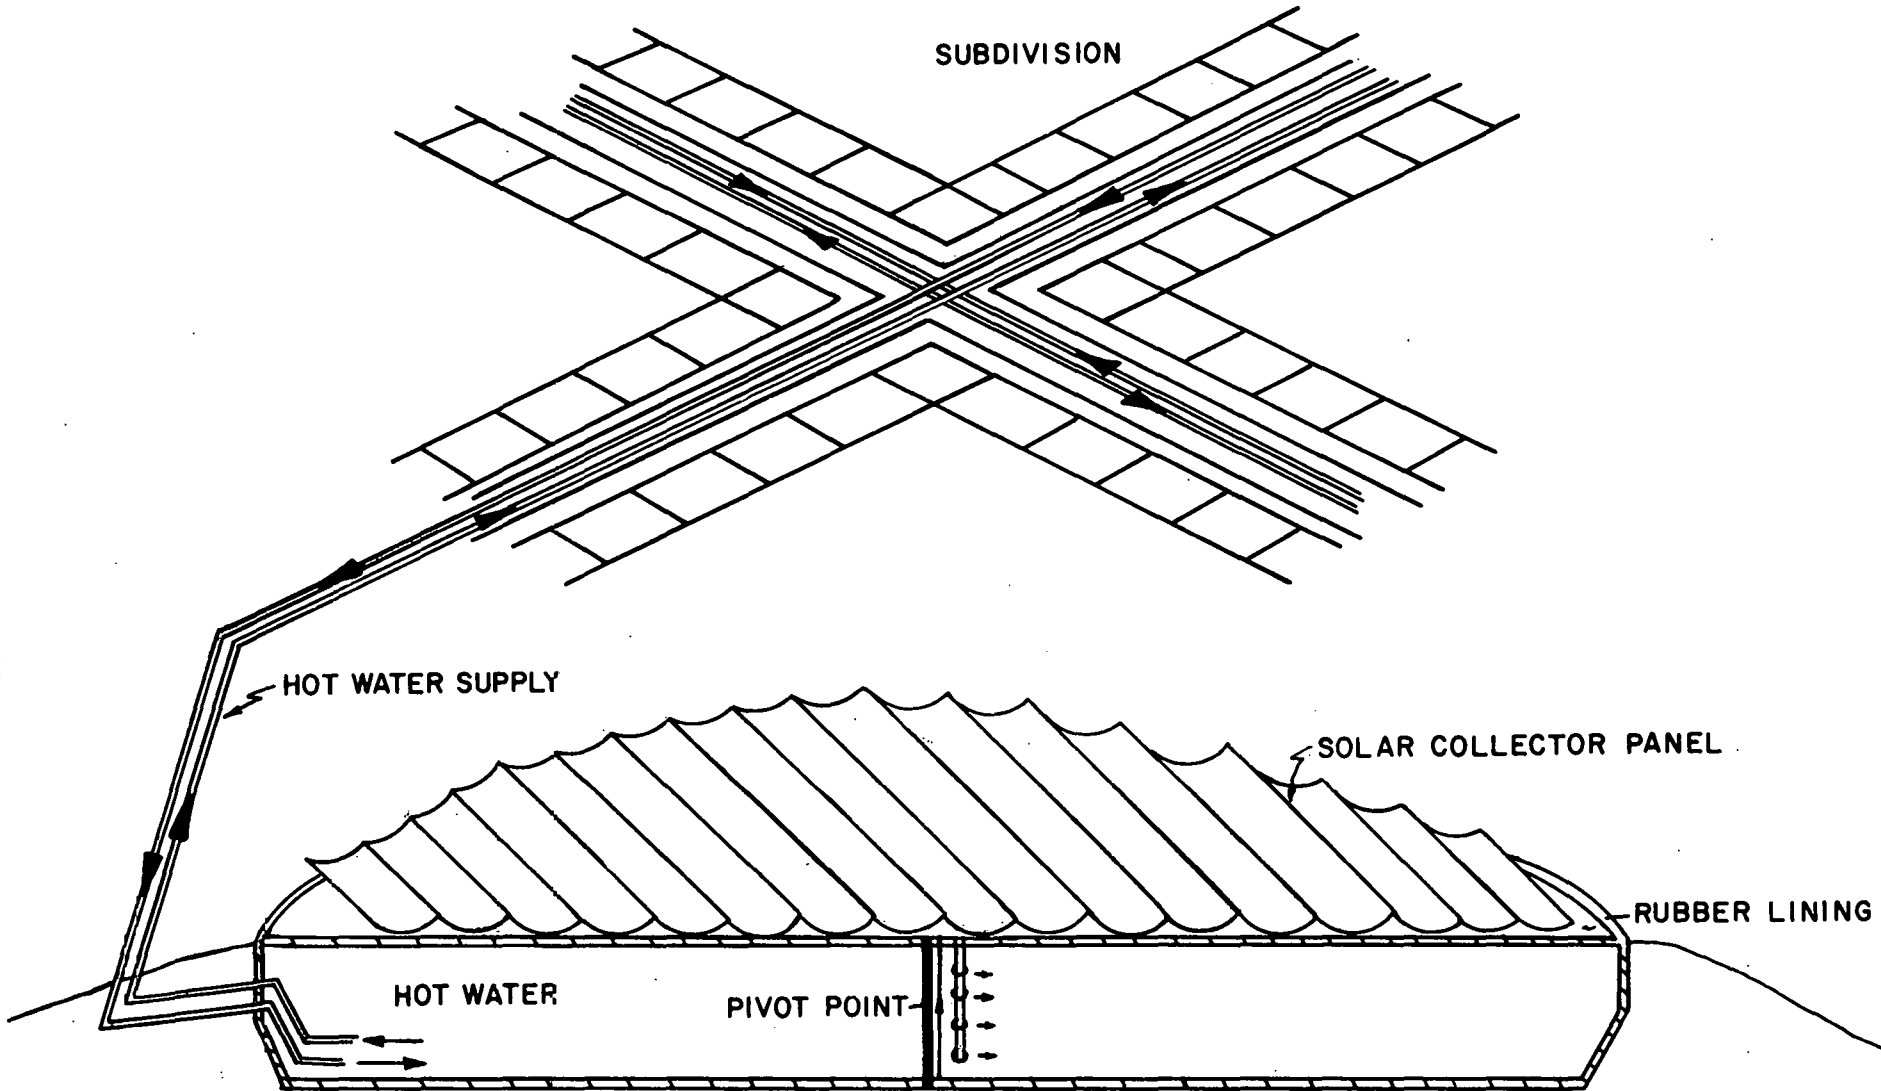 SUBDIVISION
HOT WATER SUPPLY
SOLAR COLLECTOR PANEL
RUBBER LINING
HOT WATER
PIVOT POINT